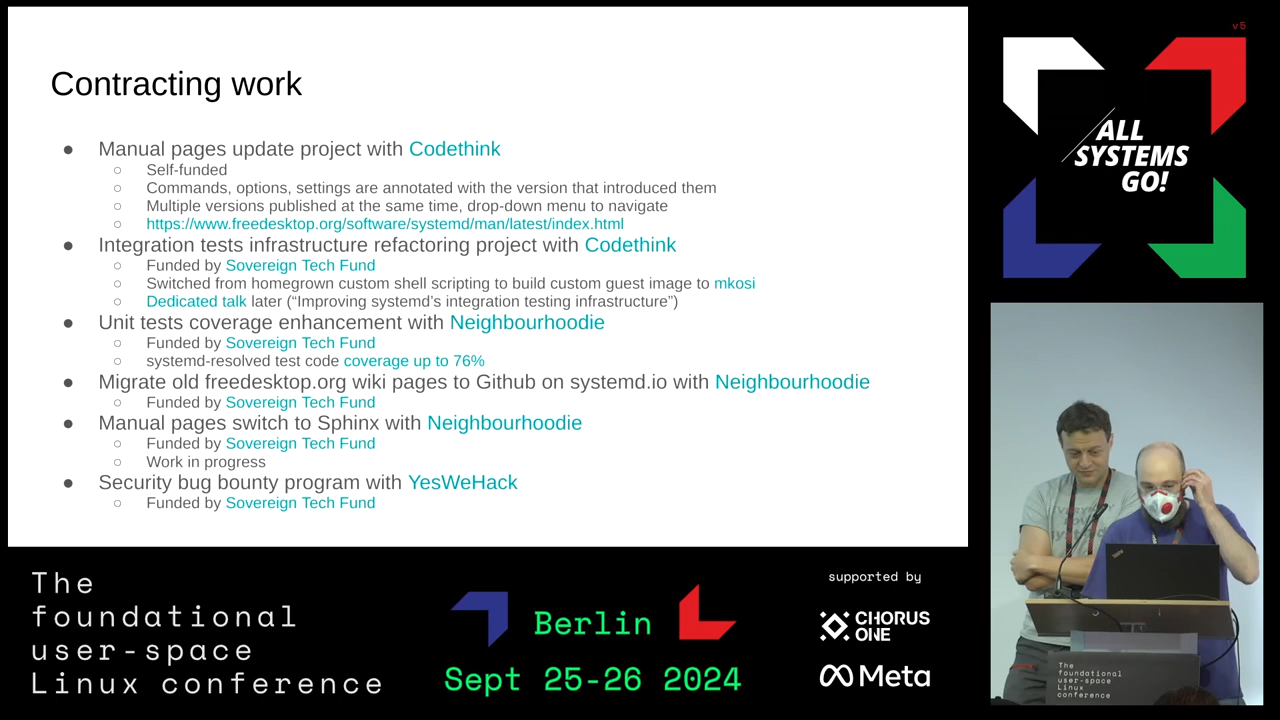 Contracting work
● Manual pages update project with Codethink
○ Self-funded
○ Commands, options, settings are annotated with the version that introduced them
○ Multiple versions published at the same time, drop-down menu to navigate
○ https://www.freedesktop.org/software/systemd/man/latest/index.html
● Integration tests infrastructure refactoring project with Codethink
○ Funded by Sovereign Tech Fund
○ Switched from homegrown custom shell scripting to build custom guest image to mkosi
○ Dedicated talk later (“Improving systemd’s integration testing infrastructure”)
● Unit tests coverage enhancement with Neighbourhoodie
○ Funded by Sovereign Tech Fund
○ systemd-resolved test code coverage up to 76%
● Migrate old freedesktop.org wiki pages to Github on systemd.io with Neighbourhoodie
○ Funded by Sovereign Tech Fund
● Manual pages switch to Sphinx with Neighbourhoodie
○ Funded by Sovereign Tech Fund
○ Work in progress
● Security bug bounty program with YesWeHack
○ Funded by Sovereign Tech Fund
v5
ALL
SYSTEMS
GO!
The
foundational
user-space
Linux conference
Berlin
Sept 25-26 2024
supported by
CHORUS
ONE
Meta
The
foundational
user-space
Linux
conference